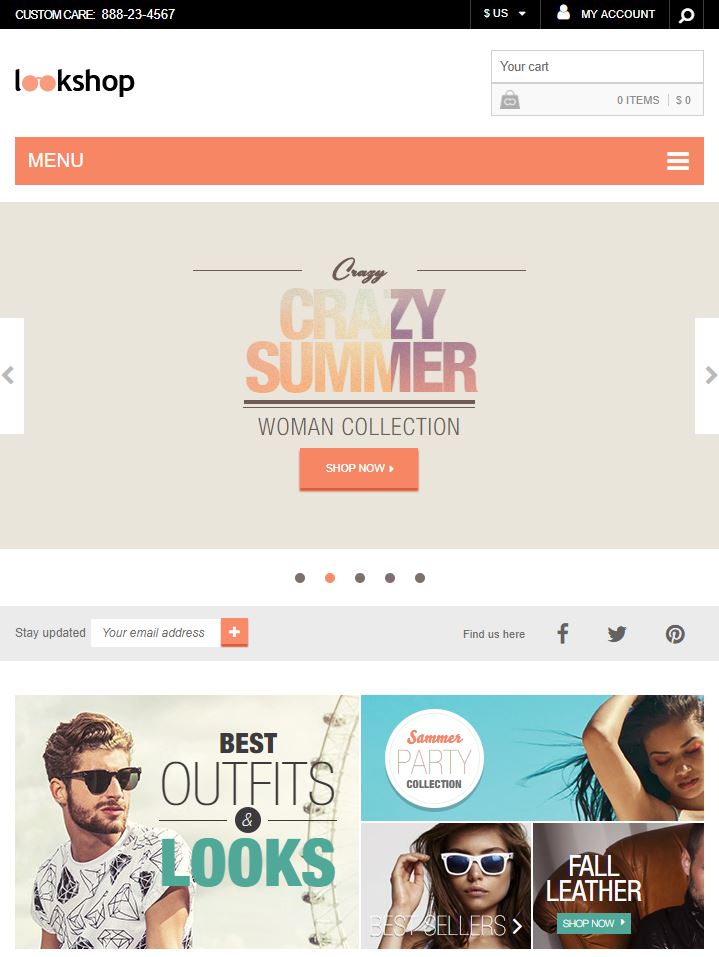 CUSTOM CARE: 888-23-4567
$ US
MY ACCOUNT
lookshop
Your cart
0 ITEMS
$ 0
MENU
Crazy
CRAZY
SUMMER
WOMAN COLLECTION
SHOP NOW
Stay updated
Your email address
Find us here
BEST
OUTFITS
&
LOOKS
Summer
PARTY
COLLECTION
BEST SELLERS
FALL
LEATHER
SHOP NOW